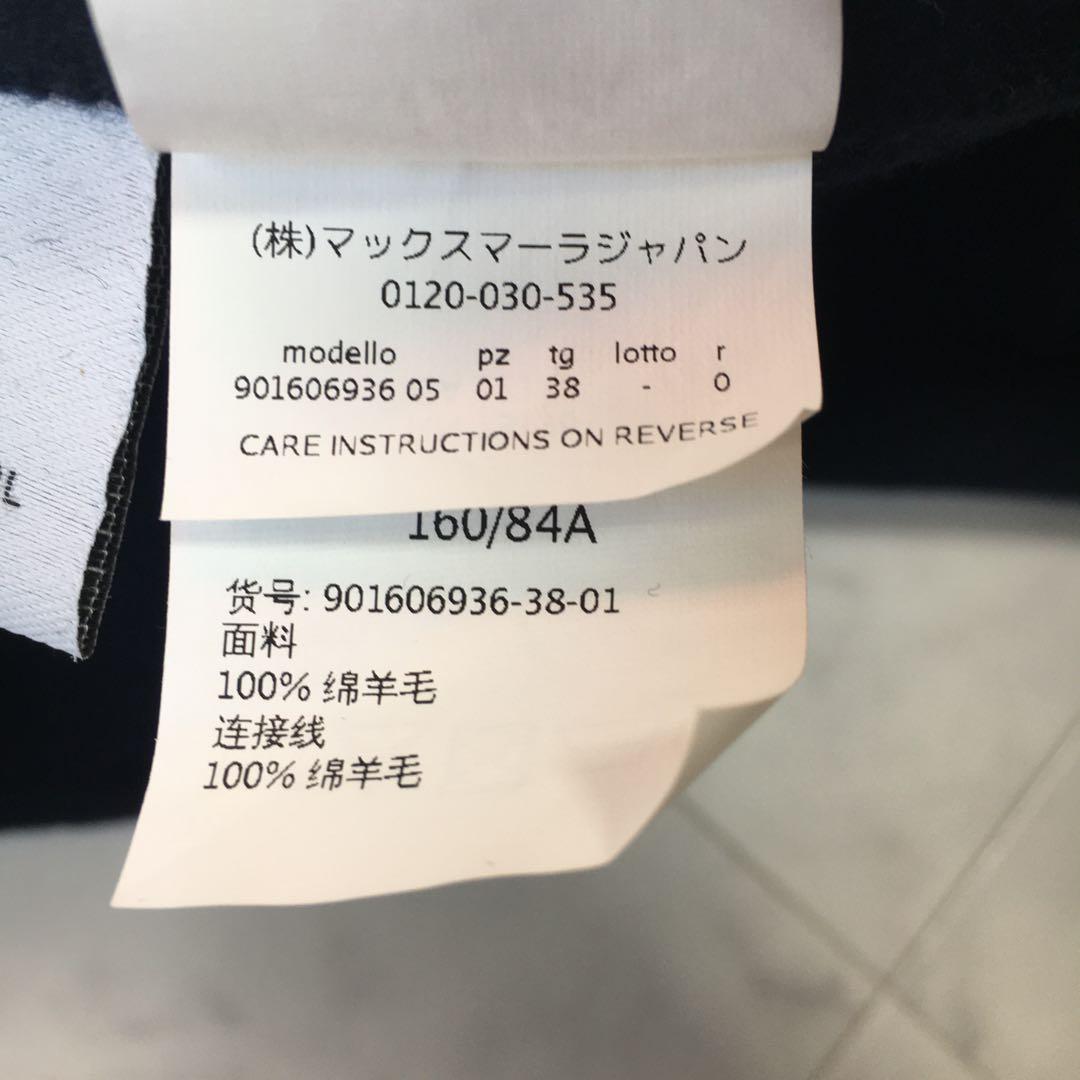 (株)マックスマーラジャパン
0120-030-535
modello pz tg lotto r
901606936 05 01 38 - 0
CARE INSTRUCTIONS ON REVERSE
160/84A
货号: 901606936-38-01
面料
100% 绵羊毛
连接线
100% 绵羊毛